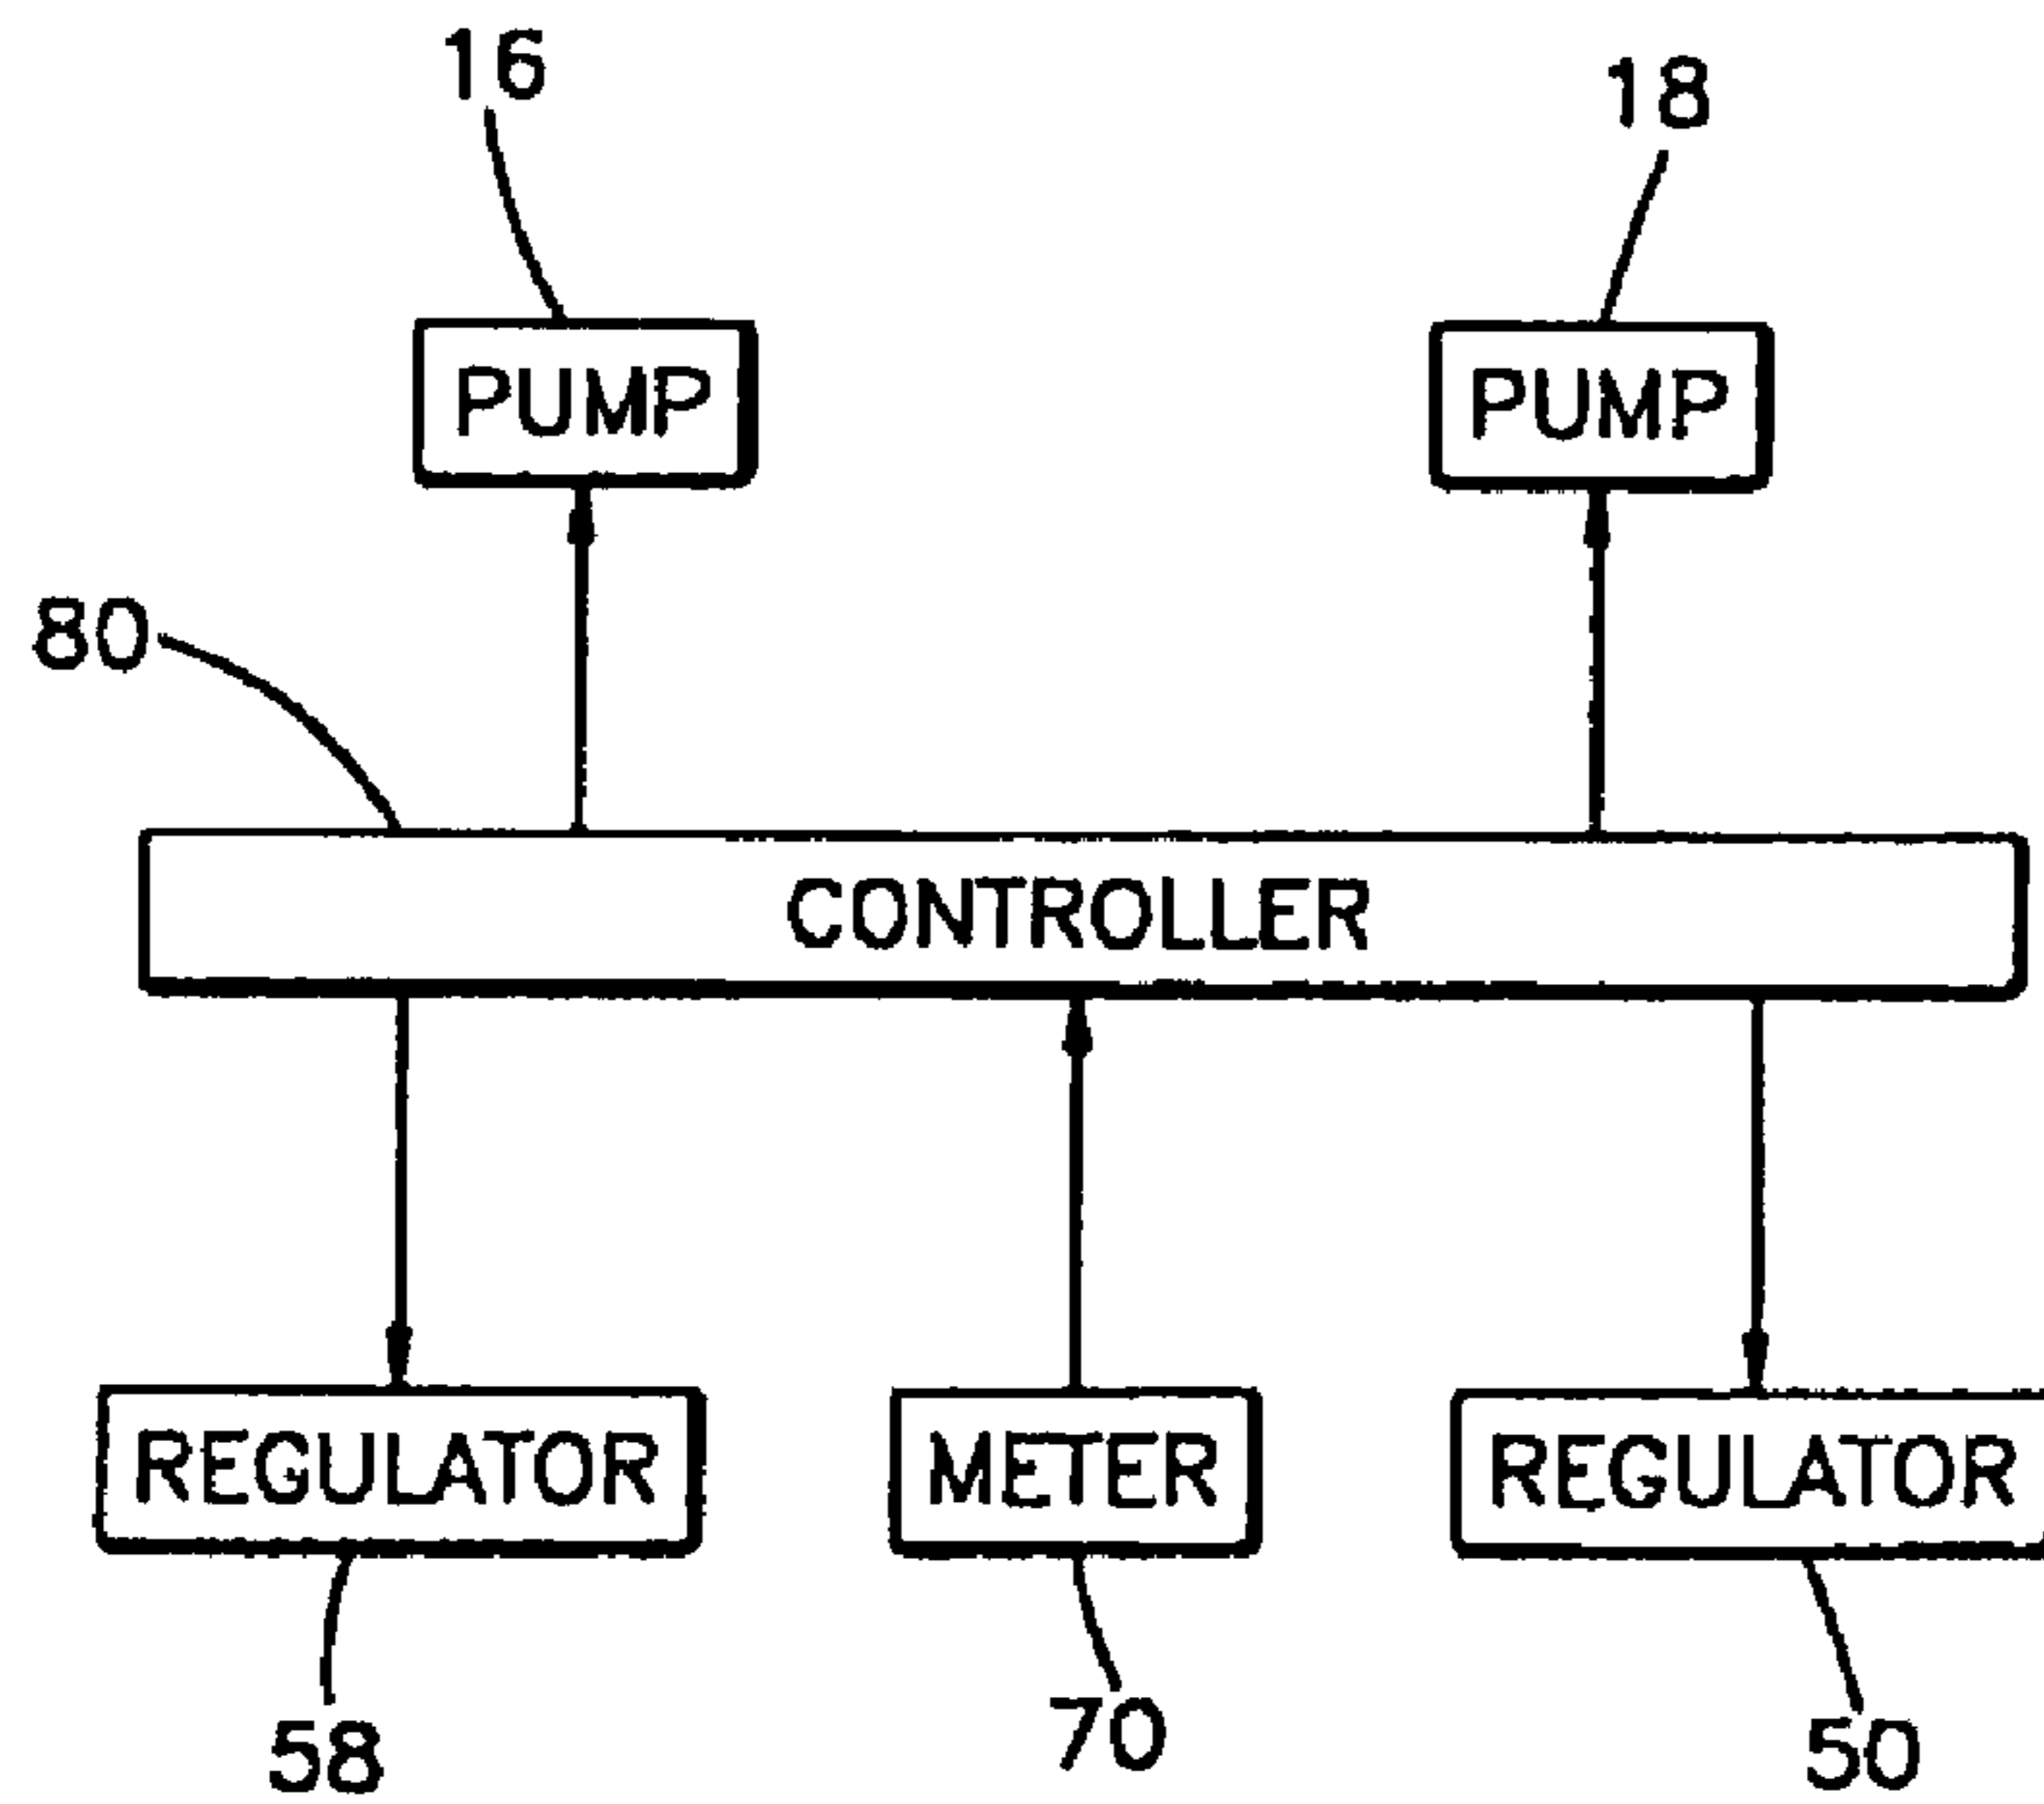 16
18
PUMP
PUMP
80
CONTROLLER
REGULATOR
METER
REGULATOR
58
70
50